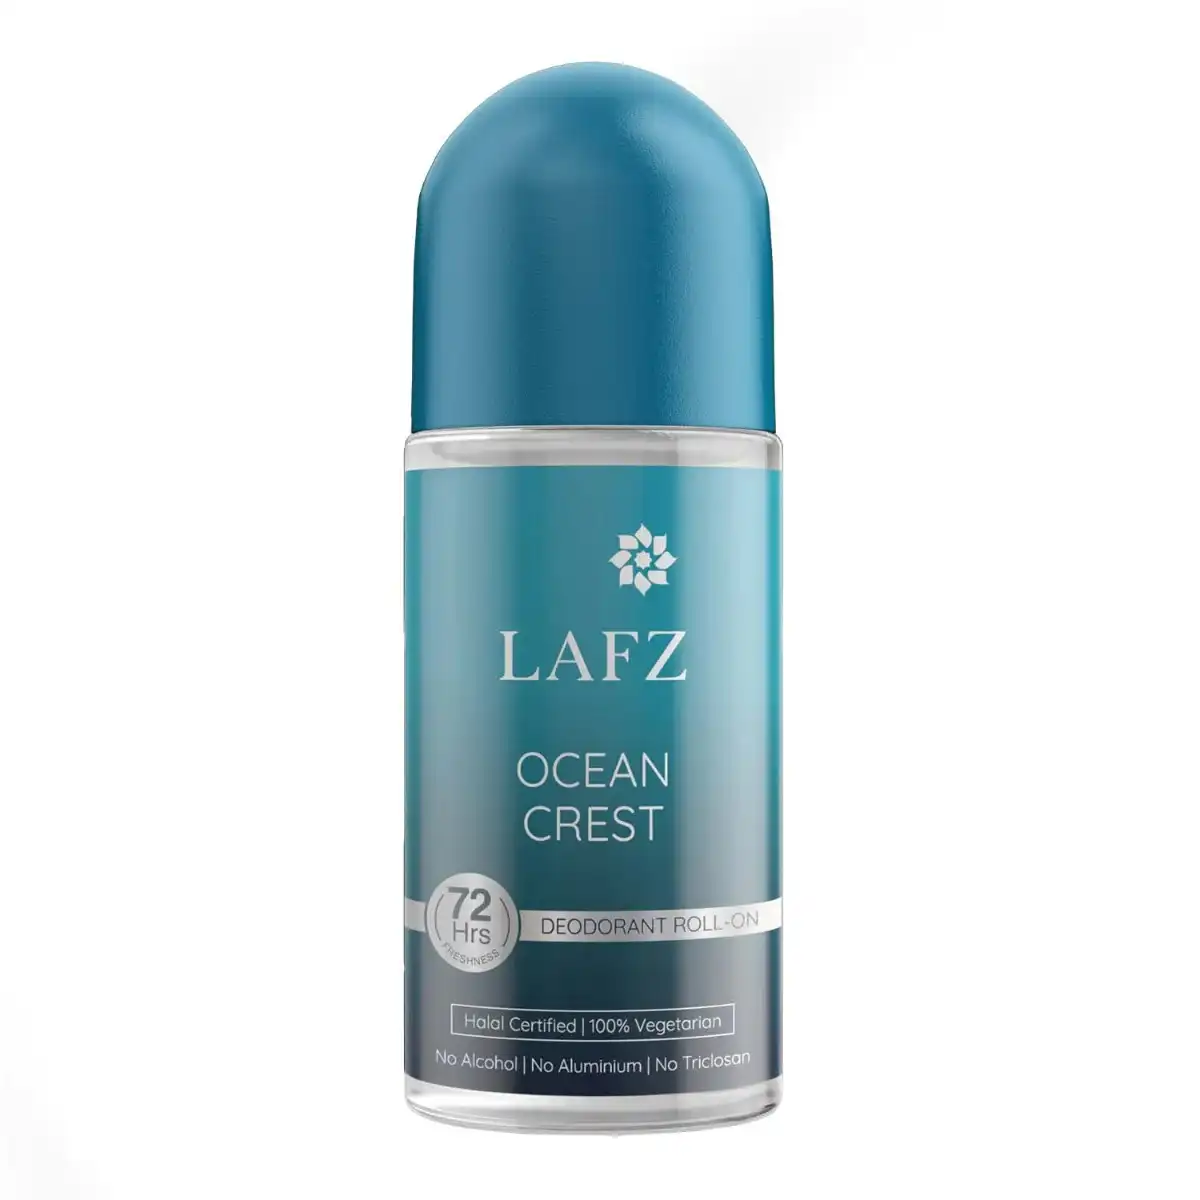 LAFZ
OCEAN
CREST
72
Hrs
FRESHNESS
DEODORANT ROLL-ON
Halal Certified | 100% Vegetarian
No Alcohol | No Aluminium | No Triclosan